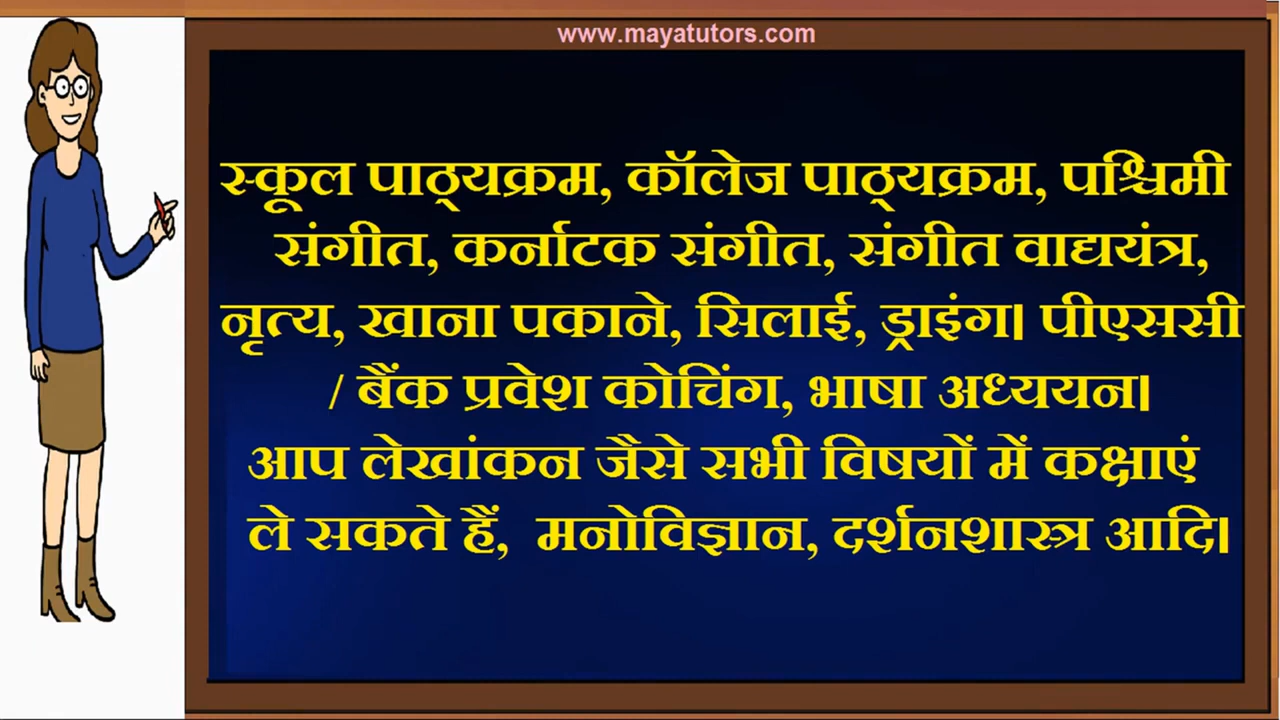 www.mayatutors.com
स्कूल पाठ्यक्रम, कॉलेज पाठ्यक्रम, पश्चिमी
संगीत, कर्नाटक संगीत, संगीत वाद्ययंत्र,
नृत्य, खाना पकाने, सिलाई, ड्राइंग। पीएससी
/ बैंक प्रवेश कोचिंग, भाषा अध्ययन।
आप लेखांकन जैसे सभी विषयों में कक्षाएं
ले सकते हैं, मनोविज्ञान, दर्शनशास्त्र आदि।